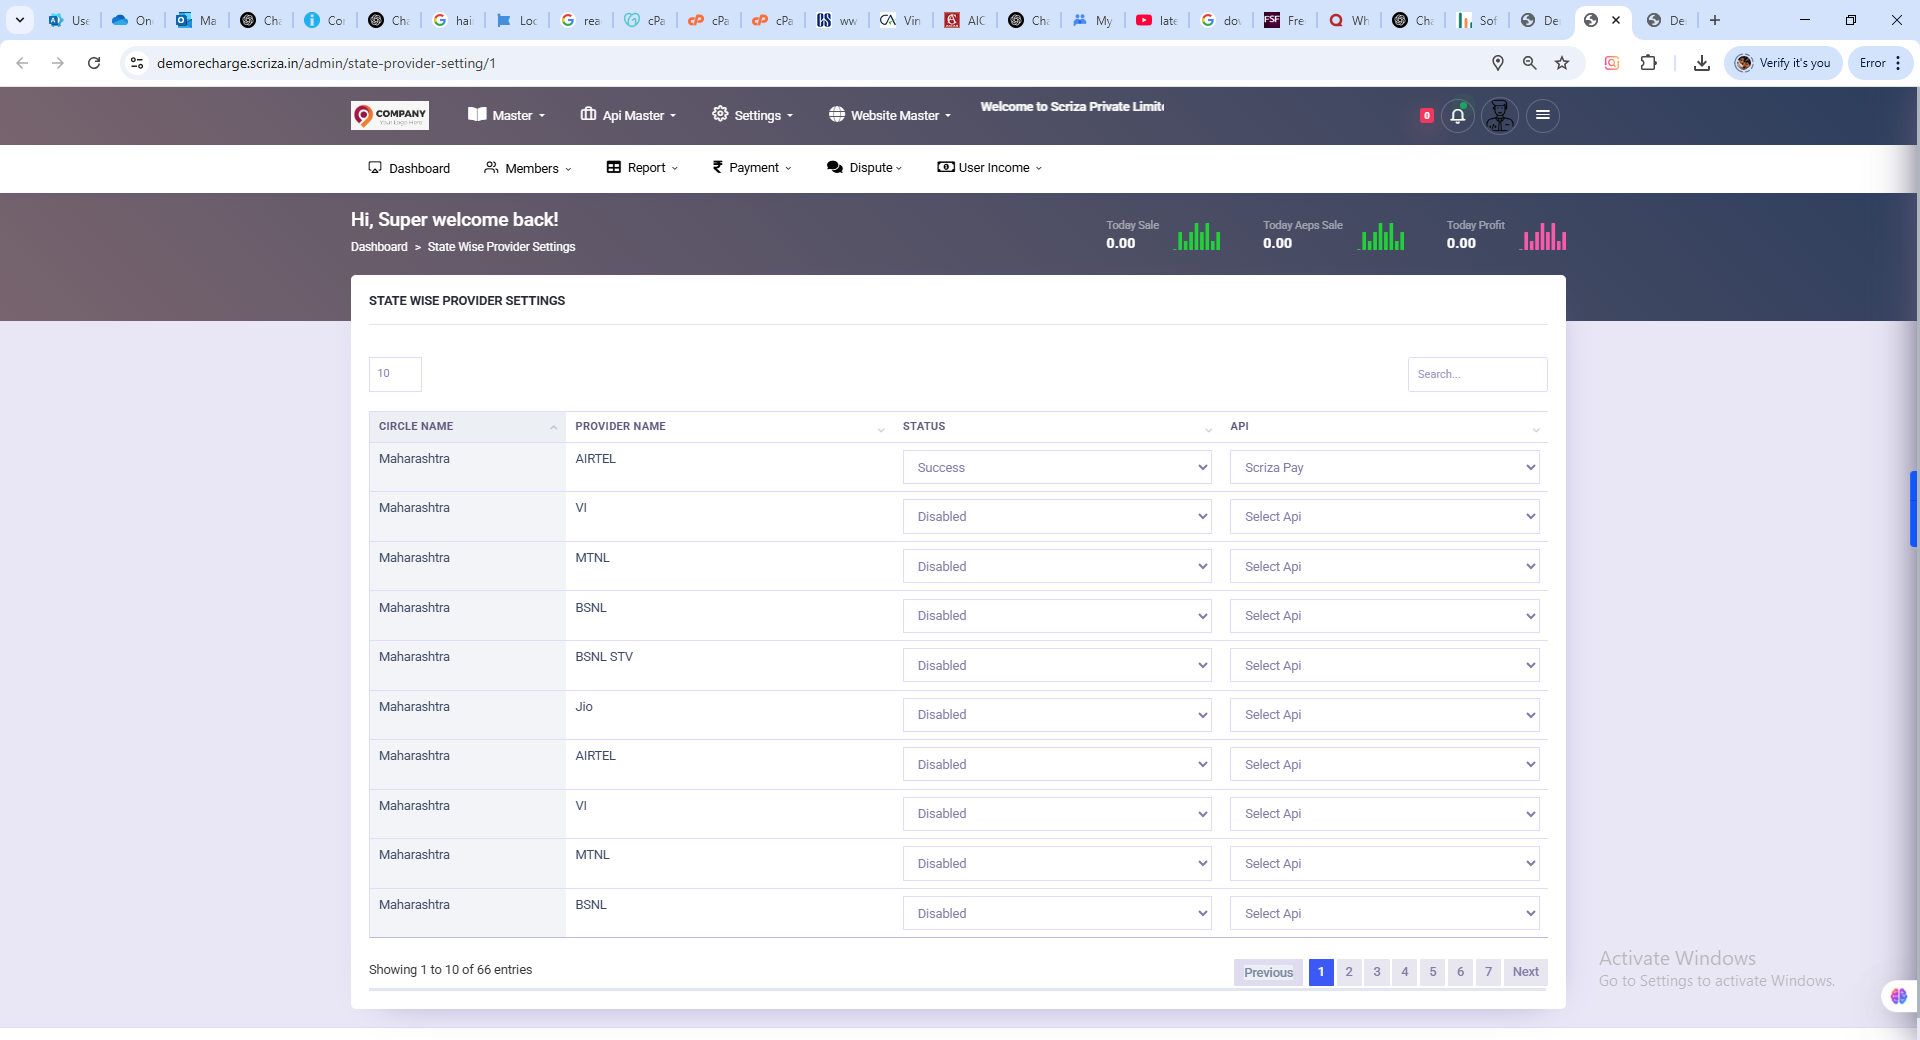 Use
One
Ma
Cha
Cor
Cha
hai
Loc
rea
cPa
cPa
cPa
ww
Vin
AIC
Cha
My
late
dov
Fre
Wh
Cha
Sof
De
De
demorecharge.scriza.in/admin/state-provider-setting/1
Verify it's you
Error
COMPANY
Your Logo Here
Master
Api Master
Settings
Website Master
Welcome to Scriza Private Limite
0
Dashboard
Members
Report
Payment
Dispute
User Income
Hi, Super welcome back!
Dashboard > State Wise Provider Settings
Today Sale
0.00
Today Aeps Sale
0.00
Today Profit
0.00
STATE WISE PROVIDER SETTINGS
10
Search...
CIRCLE NAME PROVIDER NAME STATUS API
Maharashtra AIRTEL Success Scriza Pay
Maharashtra VI Disabled Select Api
Maharashtra MTNL Disabled Select Api
Maharashtra BSNL Disabled Select Api
Maharashtra BSNL STV Disabled Select Api
Maharashtra Jio Disabled Select Api
Maharashtra AIRTEL Disabled Select Api
Maharashtra VI Disabled Select Api
Maharashtra MTNL Disabled Select Api
Maharashtra BSNL Disabled Select Api
Showing 1 to 10 of 66 entries
Previous 1 2 3 4 5 6 7 Next
Activate Windows
Go to Settings to activate Windows.